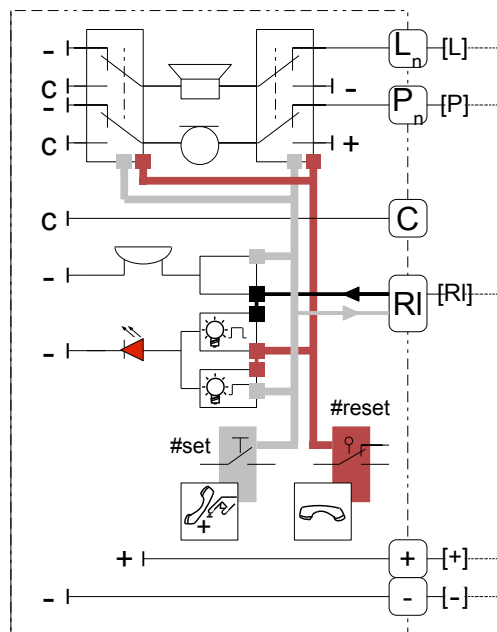 - Ln [L]
c -
- Pn [P]
c +
c C
-
RI [RI]
-
#reset
#set
+
+ + [+]
- - [-]